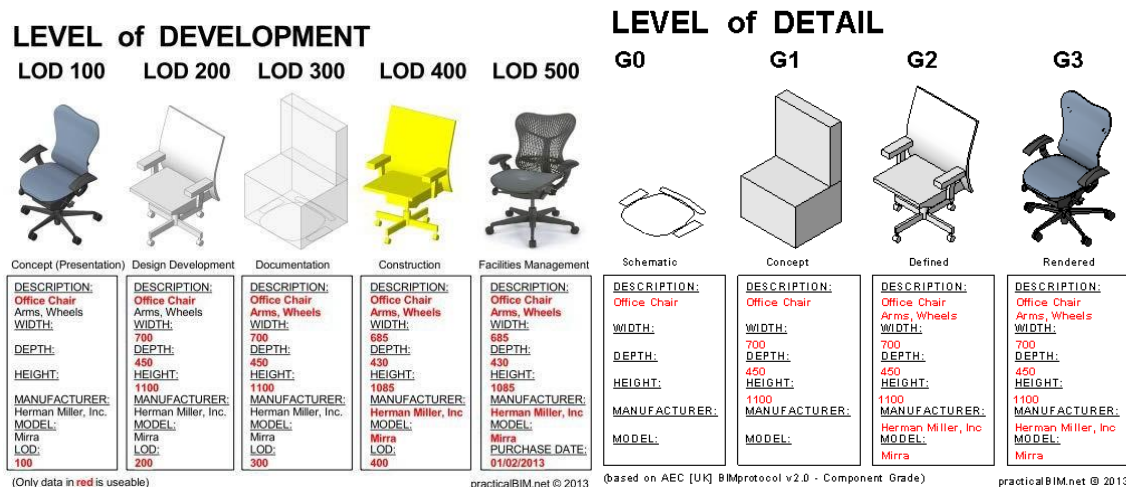 LEVEL of DEVELOPMENT
LOD 100 LOD 200 LOD 300 LOD 400 LOD 500
Concept (Presentation) Design Development Documentation Construction Facilities Management
DESCRIPTION:
Office Chair
Arms, Wheels
WIDTH:
DEPTH:
HEIGHT:
MANUFACTURER:
Herman Miller, Inc.
MODEL:
Mirra
LOD:
100
DESCRIPTION:
Office Chair
Arms, Wheels
WIDTH:
700
DEPTH:
450
HEIGHT:
1100
MANUFACTURER:
Herman Miller, Inc.
MODEL:
Mirra
LOD:
200
DESCRIPTION:
Office Chair
Arms, Wheels
WIDTH:
700
DEPTH:
450
HEIGHT:
1100
MANUFACTURER:
Herman Miller, Inc.
MODEL:
Mirra
LOD:
300
DESCRIPTION:
Office Chair
Arms, Wheels
WIDTH:
685
DEPTH:
430
HEIGHT:
1085
MANUFACTURER:
Herman Miller, Inc
MODEL:
Mirra
LOD:
400
DESCRIPTION:
Office Chair
Arms, Wheels
WIDTH:
685
DEPTH:
430
HEIGHT:
1085
MANUFACTURER:
Herman Miller, Inc
MODEL:
Mirra
PURCHASE DATE:
01/02/2013
(Only data in red is useable) practicalBIM.net © 2013
LEVEL of DETAIL
G0 G1 G2 G3
Schematic Concept Defined Rendered
DESCRIPTION:
Office Chair
WIDTH:
DEPTH:
HEIGHT:
MANUFACTURER:
MODEL:
DESCRIPTION:
Office Chair
WIDTH:
700
DEPTH:
450
HEIGHT:
1100
MANUFACTURER:
MODEL:
DESCRIPTION:
Office Chair
Arms, Wheels
WIDTH:
700
DEPTH:
450
HEIGHT:
1100
MANUFACTURER:
Herman Miller, Inc
MODEL:
Mirra
DESCRIPTION:
Office Chair
Arms, Wheels
WIDTH:
700
DEPTH:
450
HEIGHT:
1100
MANUFACTURER:
Herman Miller, Inc
MODEL:
Mirra
(based on AEC [UK] BIMprotocol v2.0 - Component Grade) practicalBIM.net © 2013